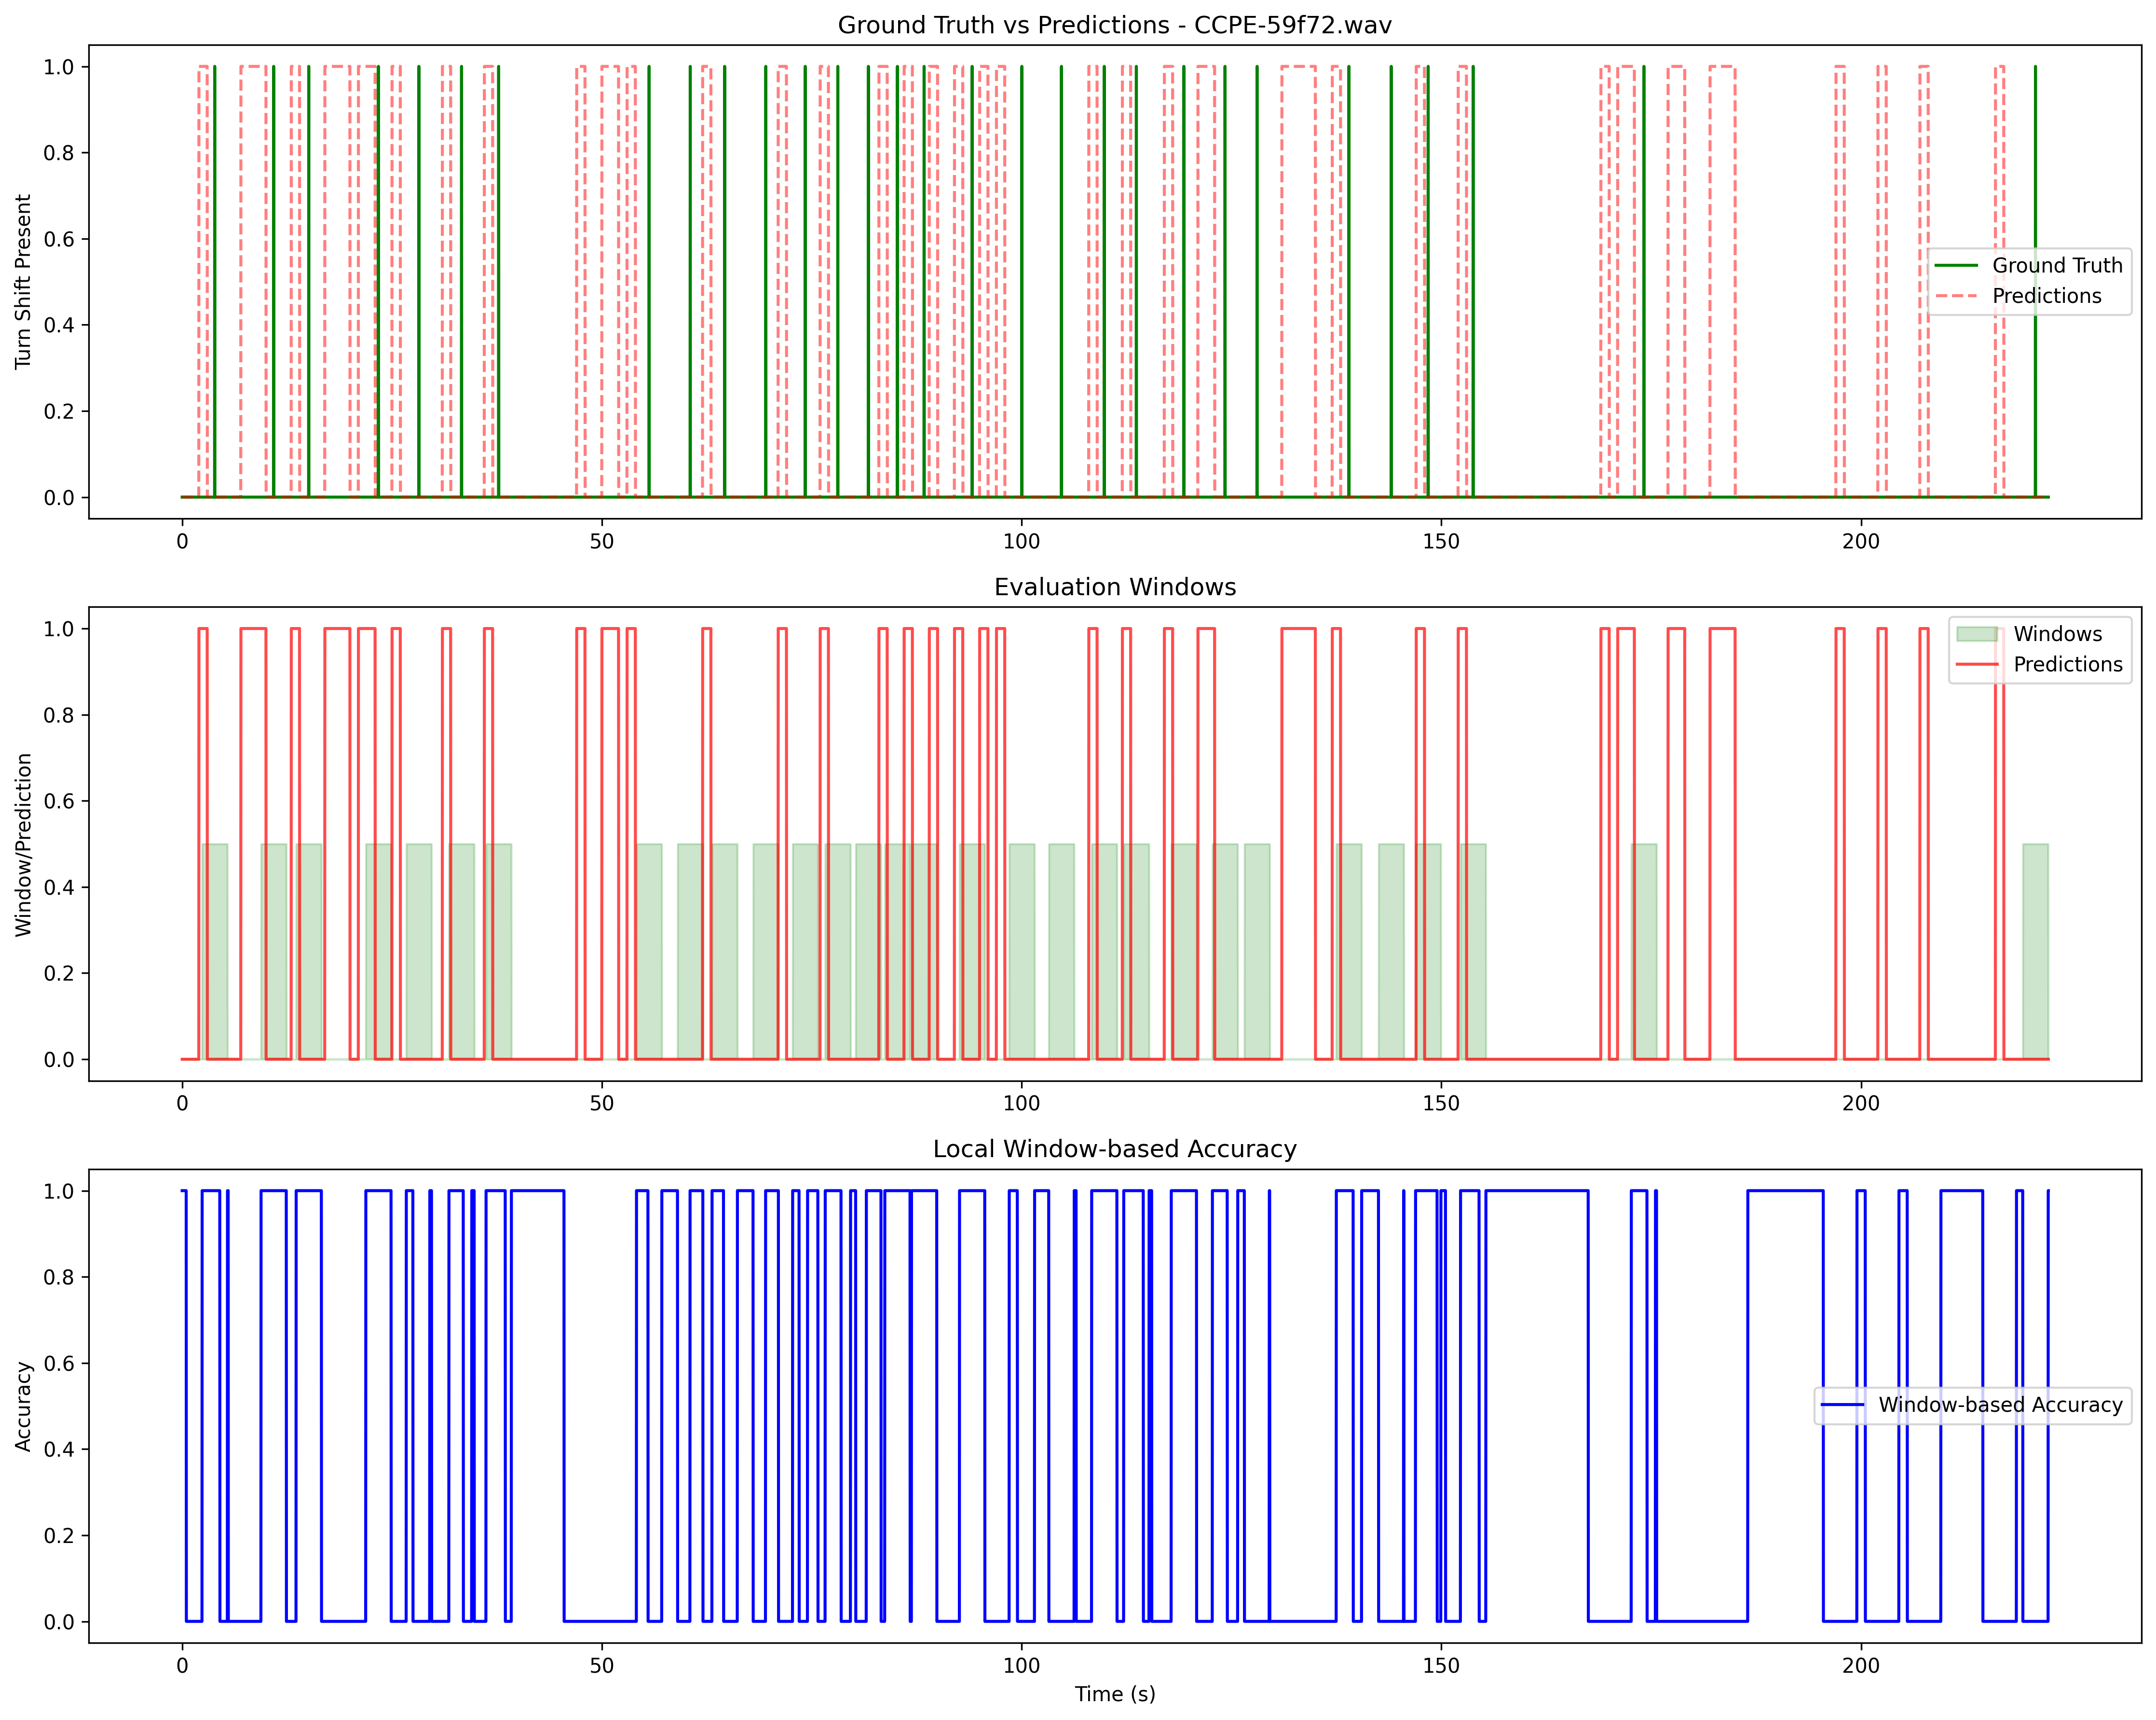 Ground Truth vs Predictions - CCPE-59f72.wav
Turn Shift Present
1.0
0.8
0.6
0.4
0.2
0.0
Ground Truth
Predictions
0 50 100 150 200
Evaluation Windows
Window/Prediction
1.0
0.8
0.6
0.4
0.2
0.0
Windows
Predictions
0 50 100 150 200
Local Window-based Accuracy
Accuracy
1.0
0.8
0.6
0.4
0.2
0.0
Window-based Accuracy
0 50 100 150 200
Time (s)